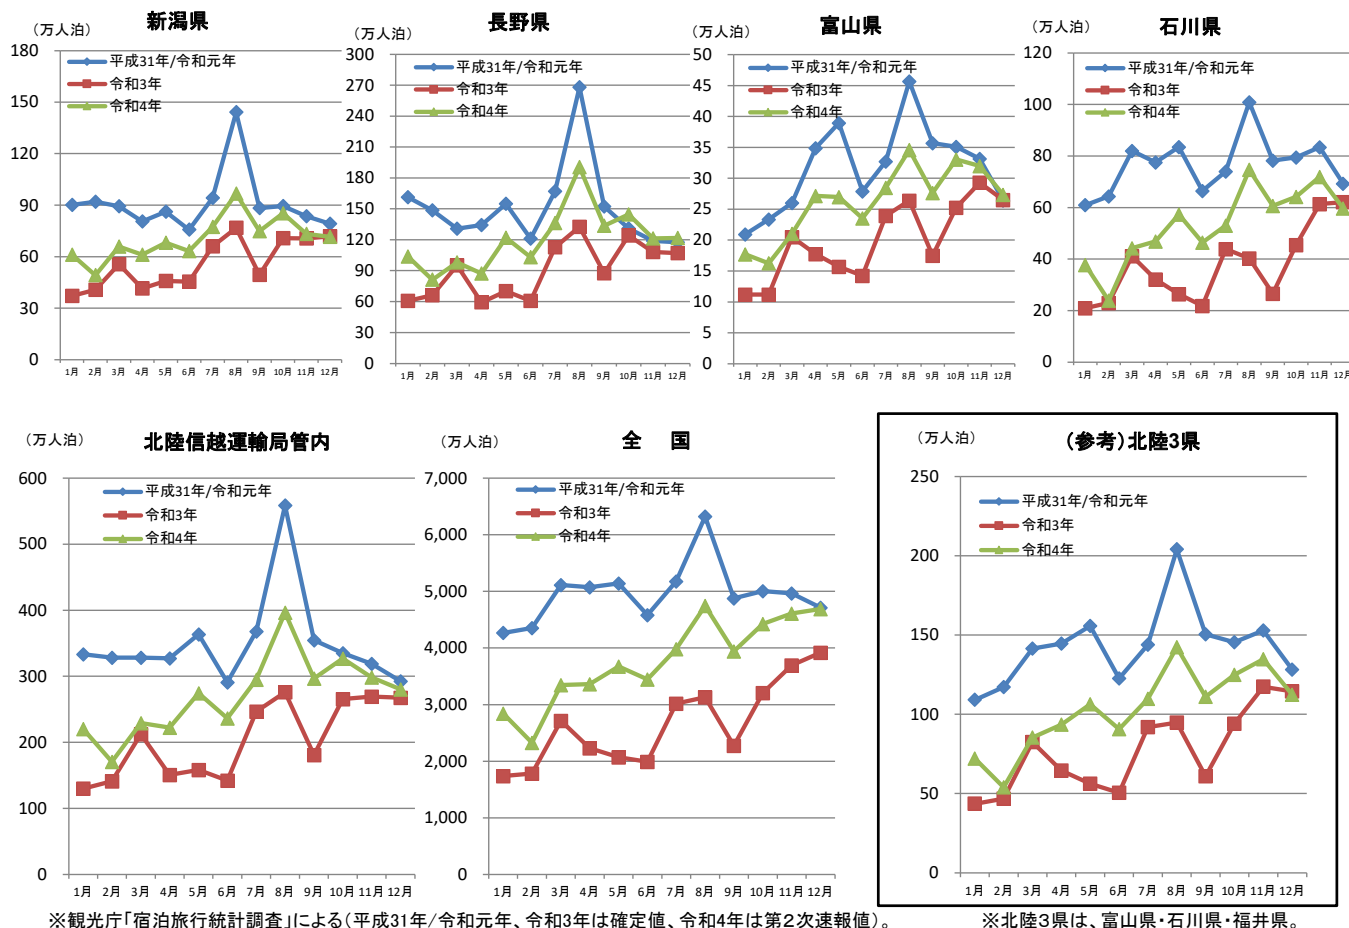 新潟県
（万人泊）
180
150
120
90
60
30
0
平成31年/令和元年
令和3年
令和4年
1月 2月 3月 4月 5月 6月 7月 8月 9月 10月 11月 12月
長野県
（万人泊）
300
270
240
210
180
150
120
90
60
30
0
平成31年/令和元年
令和3年
令和4年
1月 2月 3月 4月 5月 6月 7月 8月 9月 10月 11月 12月
富山県
（万人泊）
50
45
40
35
30
25
20
15
10
5
0
平成31年/令和元年
令和3年
令和4年
1月 2月 3月 4月 5月 6月 7月 8月 9月 10月 11月 12月
石川県
（万人泊）
120
100
80
60
40
20
0
平成31年/令和元年
令和3年
令和4年
1月 2月 3月 4月 5月 6月 7月 8月 9月 10月 11月 12月
北陸信越運輸局管内
（万人泊）
600
500
400
300
200
100
0
平成31年/令和元年
令和3年
令和4年
1月 2月 3月 4月 5月 6月 7月 8月 9月 10月 11月 12月
全　国
（万人泊）
7,000
6,000
5,000
4,000
3,000
2,000
1,000
0
平成31年/令和元年
令和3年
令和4年
1月 2月 3月 4月 5月 6月 7月 8月 9月 10月 11月 12月
（参考）北陸3県
（万人泊）
250
200
150
100
50
0
平成31年/令和元年
令和3年
令和4年
1月 2月 3月 4月 5月 6月 7月 8月 9月 10月 11月 12月
※観光庁「宿泊旅行統計調査」による（平成31年/令和元年、令和3年は確定値、令和4年は第2次速報値）。
※北陸3県は、富山県・石川県・福井県。